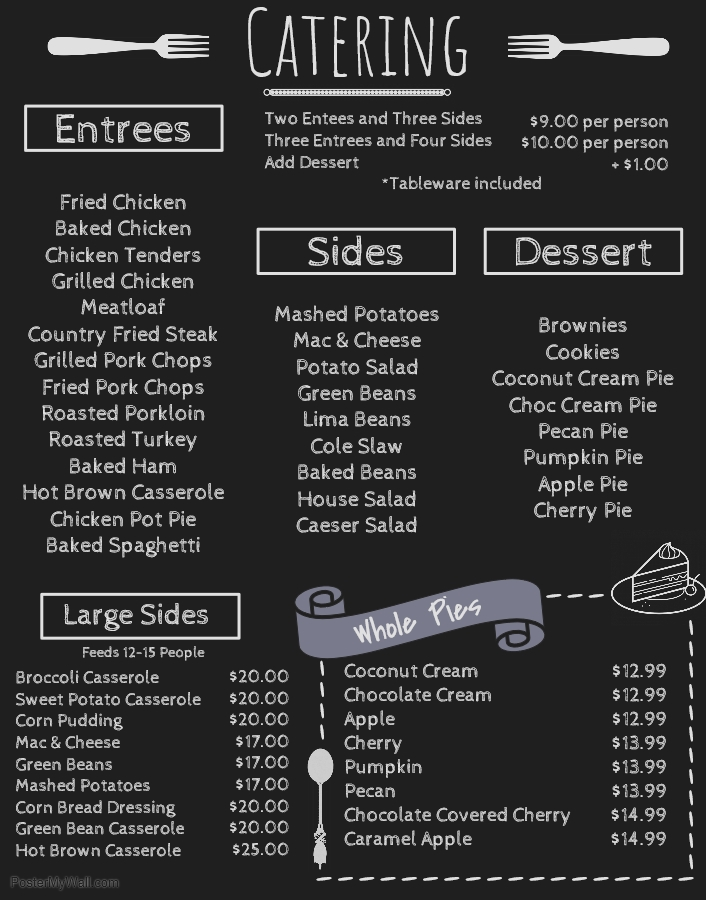 CATERING
Two Entees and Three Sides $9.00 per person
Three Entrees and Four Sides $10.00 per person
Add Dessert + $1.00
*Tableware included
Entrees
Fried Chicken
Baked Chicken
Chicken Tenders
Grilled Chicken
Meatloaf
Country Fried Steak
Grilled Pork Chops
Fried Pork Chops
Roasted Porkloin
Roasted Turkey
Baked Ham
Hot Brown Casserole
Chicken Pot Pie
Baked Spaghetti
Sides
Mashed Potatoes
Mac & Cheese
Potato Salad
Green Beans
Lima Beans
Cole Slaw
Baked Beans
House Salad
Caeser Salad
Dessert
Brownies
Cookies
Coconut Cream Pie
Choc Cream Pie
Pecan Pie
Pumpkin Pie
Apple Pie
Cherry Pie
Large Sides
Feeds 12-15 People
Broccoli Casserole $20.00
Sweet Potato Casserole $20.00
Corn Pudding $20.00
Mac & Cheese $17.00
Green Beans $17.00
Mashed Potatoes $17.00
Corn Bread Dressing $20.00
Green Bean Casserole $20.00
Hot Brown Casserole $25.00
Whole Pies
Coconut Cream $12.99
Chocolate Cream $12.99
Apple $12.99
Cherry $13.99
Pumpkin $13.99
Pecan $13.99
Chocolate Covered Cherry $14.99
Caramel Apple $14.99
PosterMyWall.com